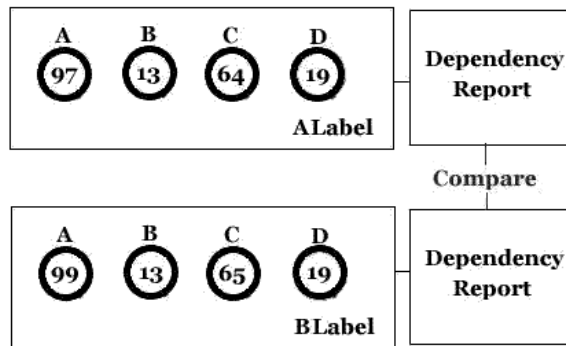 A B C D
97 13 64 19
ALabel
Dependency
Report
Compare
A B C D
99 13 65 19
BLabel
Dependency
Report